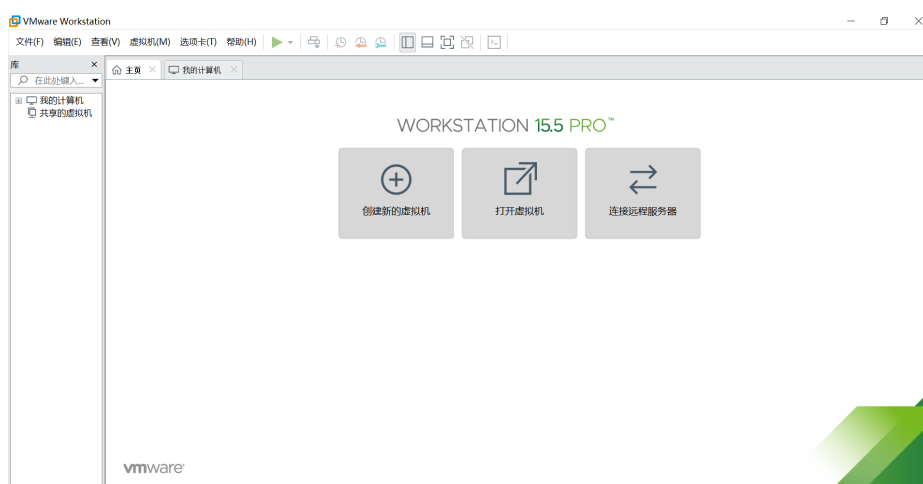 VMware Workstation
文件(F) 编辑(E) 查看(V) 虚拟机(M) 选项卡(T) 帮助(H)
库
在此处键入...
我的计算机
共享的虚拟机
主页
我的计算机
WORKSTATION 15.5 PRO™
创建新的虚拟机
打开虚拟机
连接远程服务器
vmware